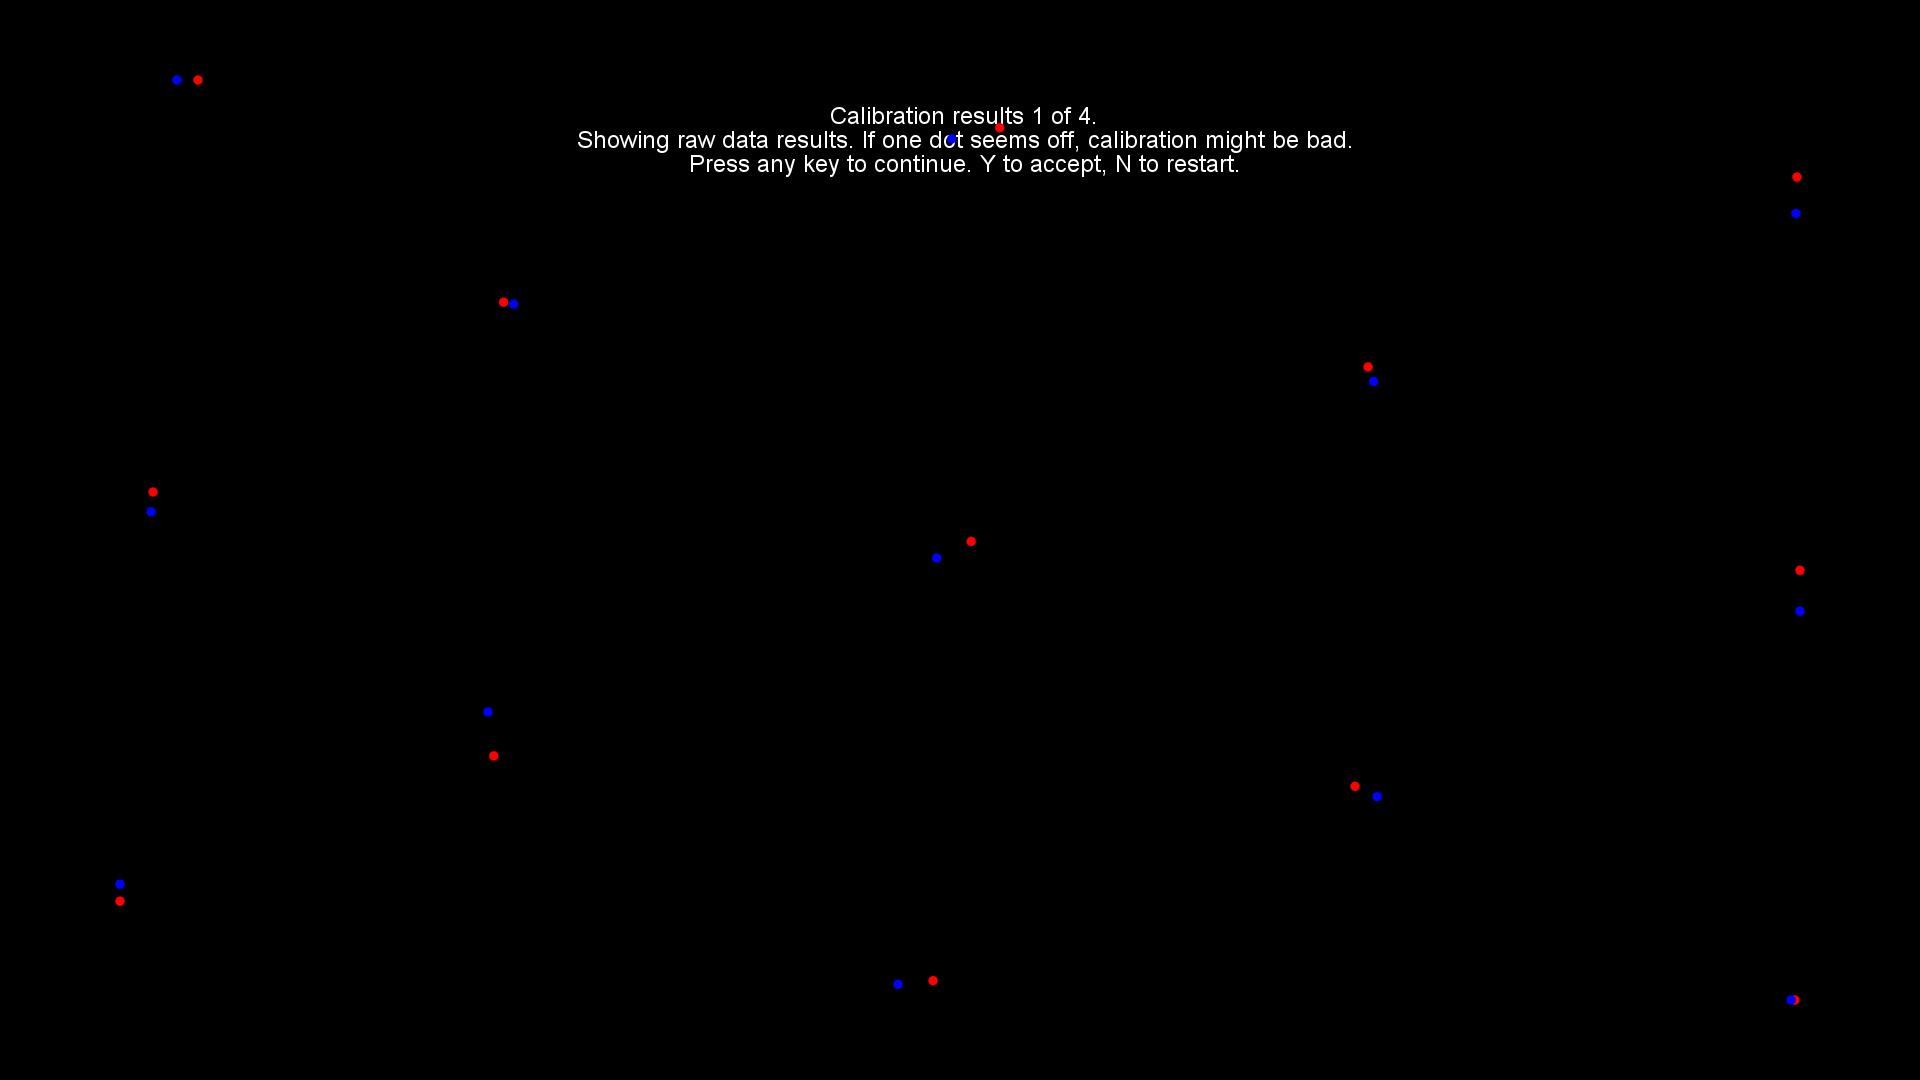 Calibration results 1 of 4.
Showing raw data results. If one dot seems off, calibration might be bad.
Press any key to continue. Y to accept, N to restart.